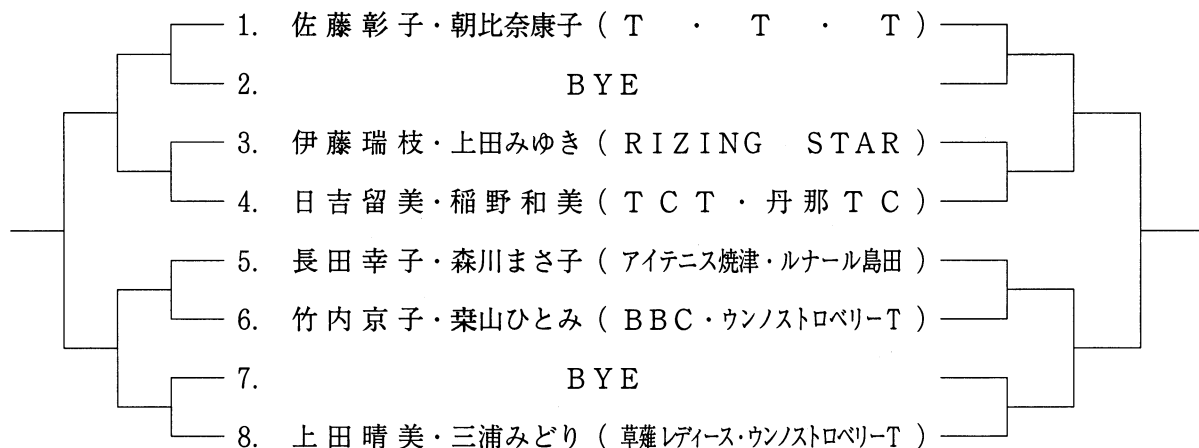 1. 佐藤彰子・朝比奈康子 ( T ・ T ・ T )
2. BYE
3. 伊藤瑞枝・上田みゆき ( RIZING STAR )
4. 日吉留美・稲野和美 ( TCT・丹那TC )
5. 長田幸子・森川まさ子 ( アイテニス焼津・ルナール島田 )
6. 竹内京子・桒山ひとみ ( BBC・ウンノストロベリーT )
7. BYE
8. 上田晴美・三浦みどり ( 草薙レディース・ウンノストロベリーT )